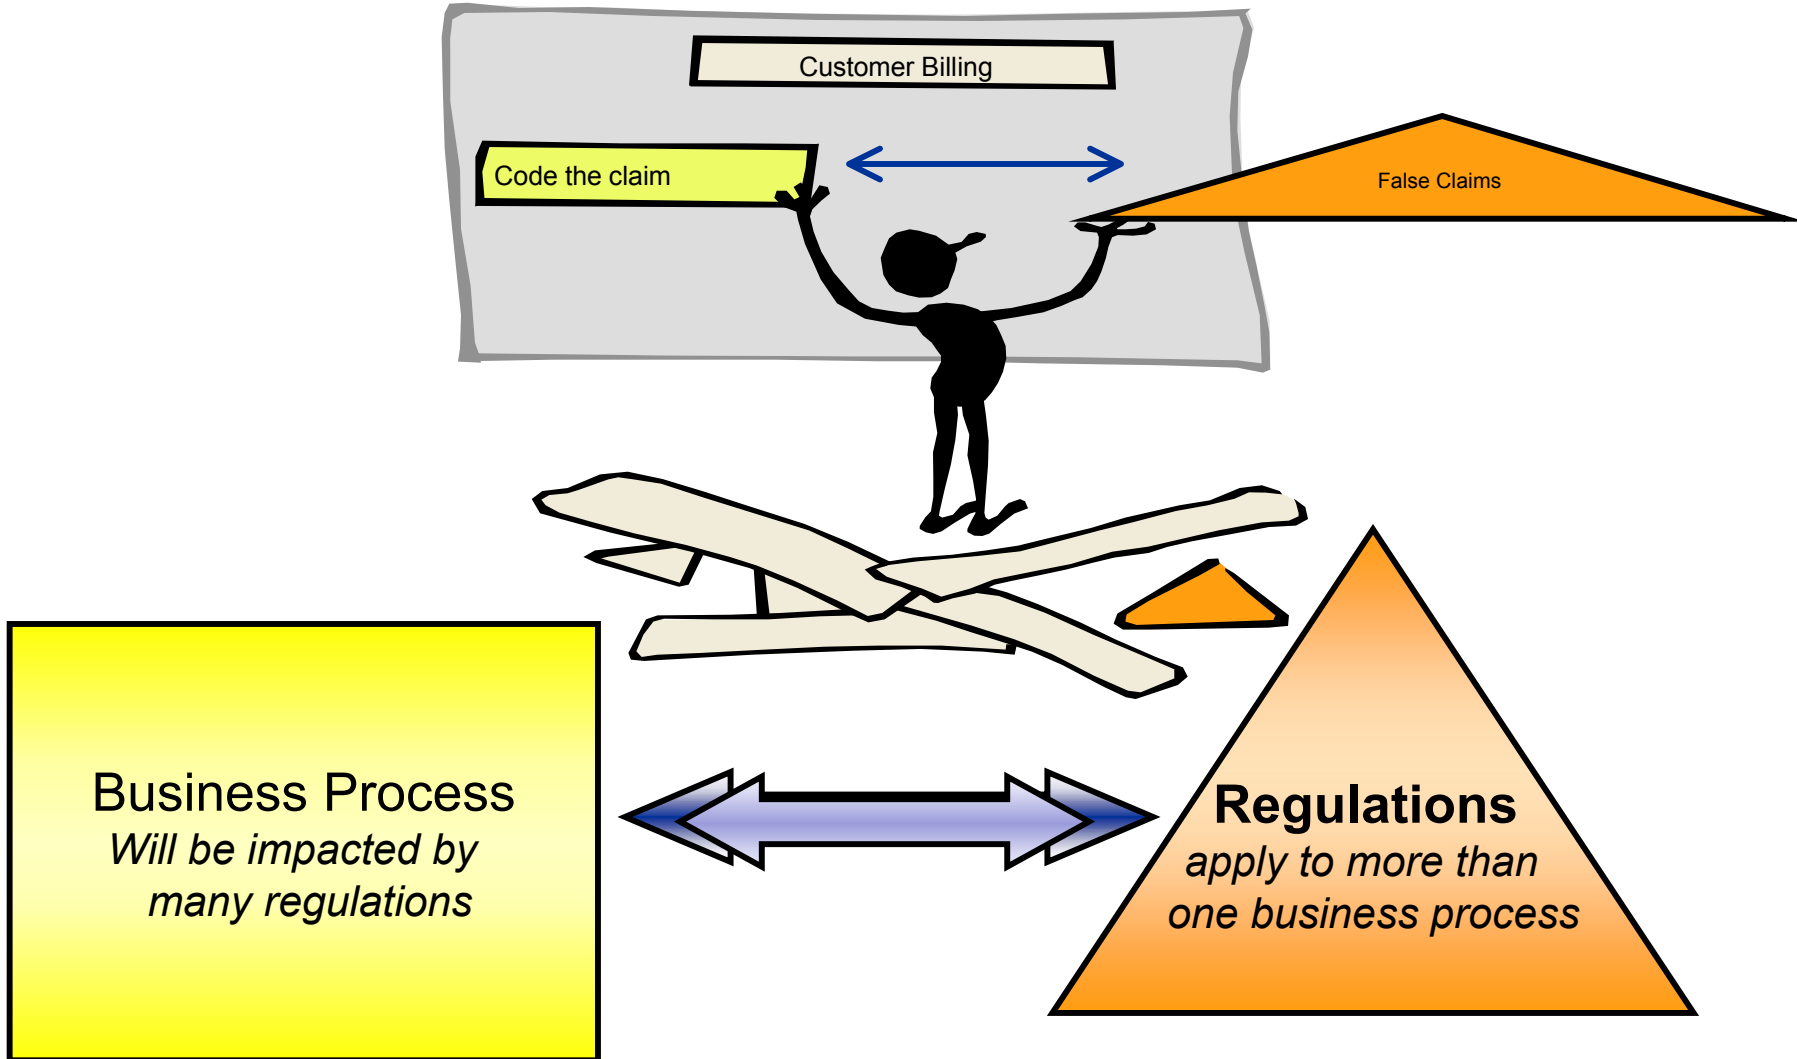 Customer Billing
Code the claim
False Claims
Business Process
Will be impacted by
many regulations
Regulations
apply to more than
one business process